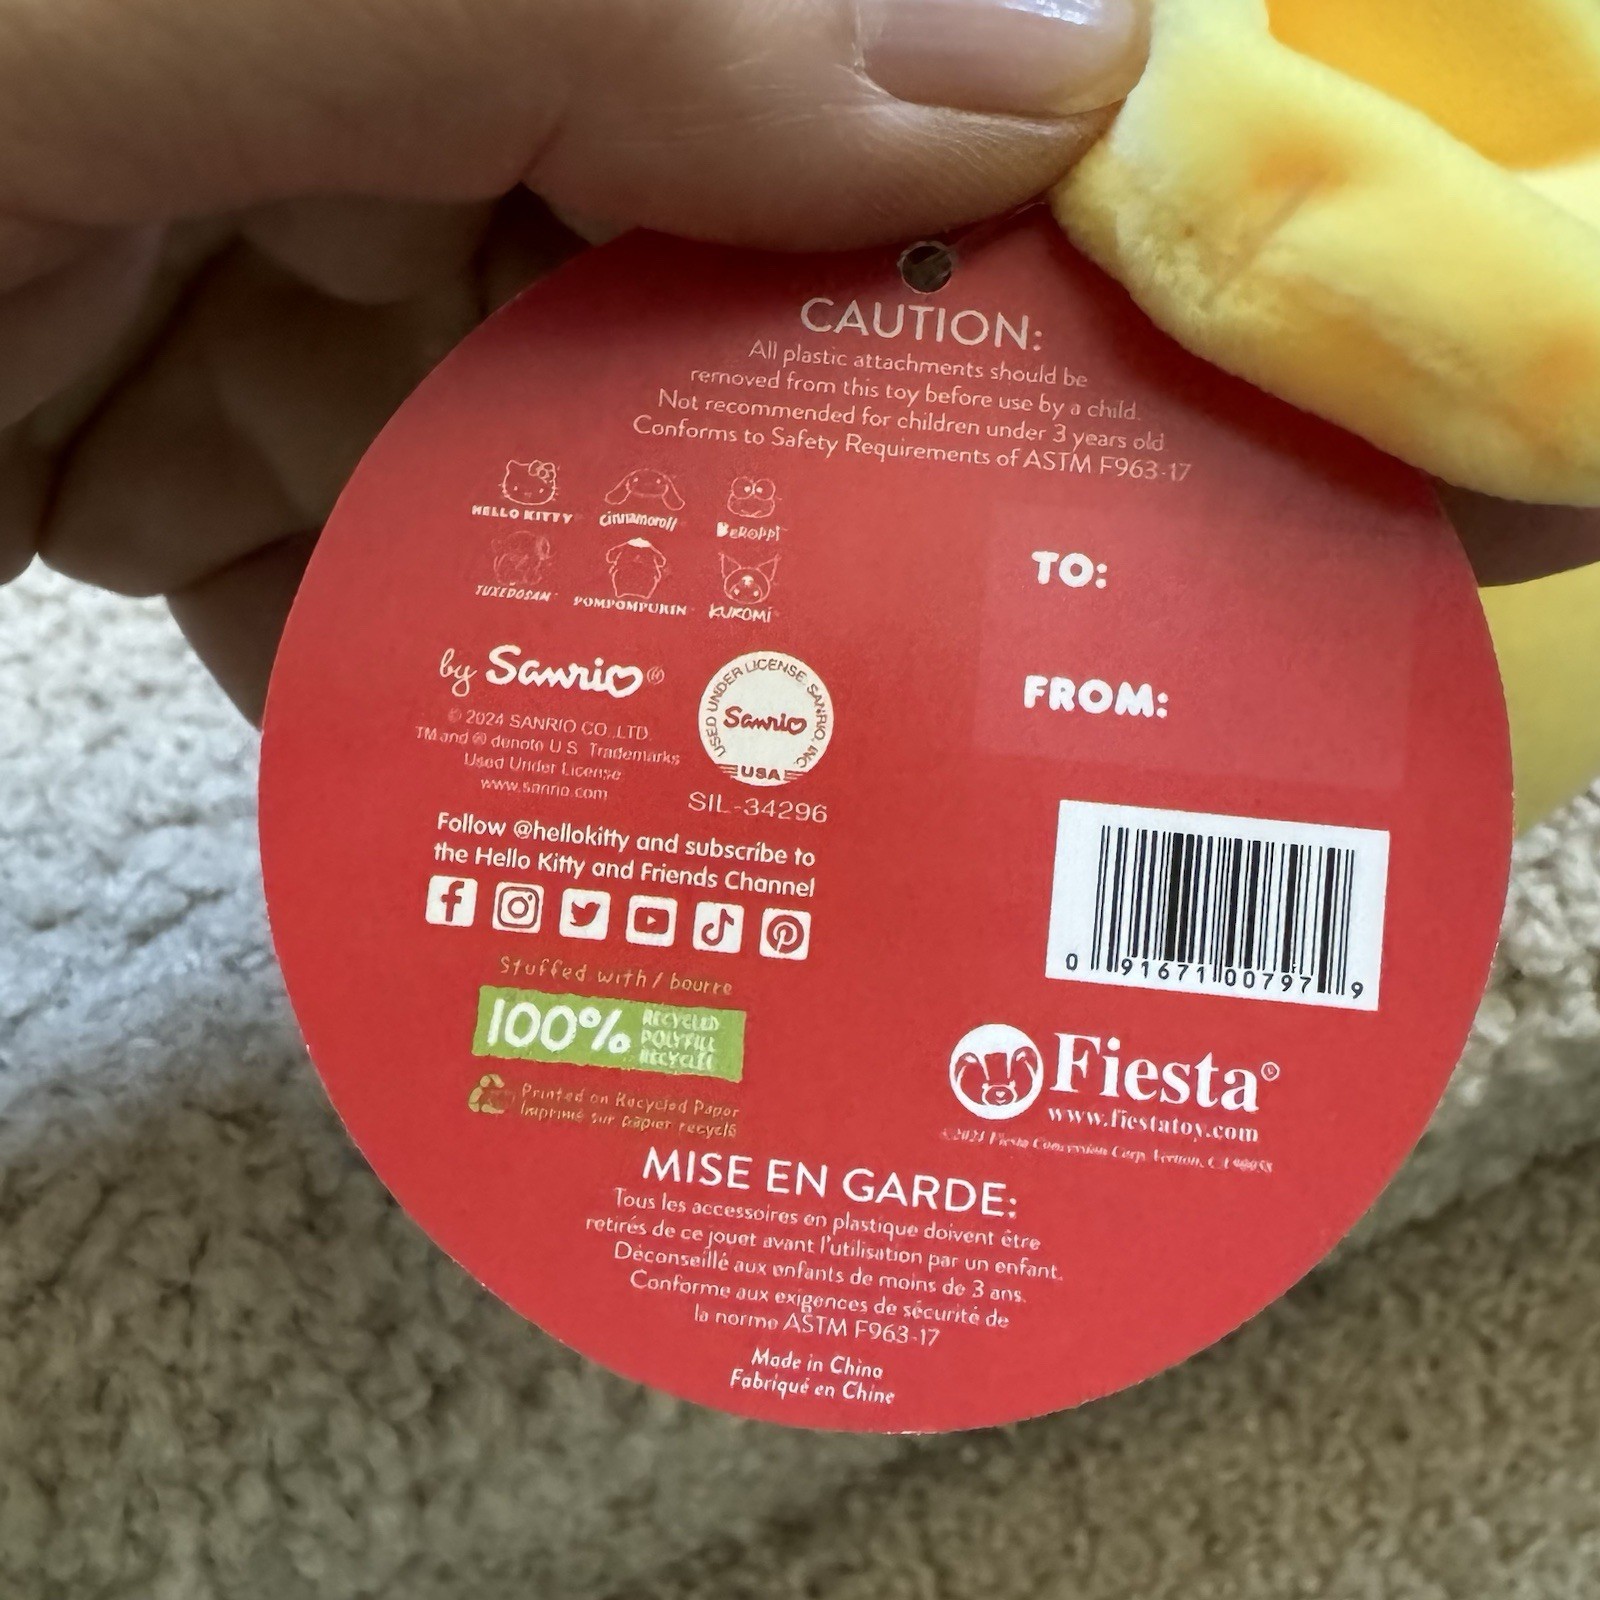 CAUTION:
All plastic attachments should be
removed from this toy before use by a child.
Not recommended for children under 3 years old
Conforms to Safety Requirements of ASTM F963-17
HELLO KITTY
cinnamoroll
KEROPPI
TUXEDOSAM
POMPOMPURIN
KUROMI
by Sanrio®
© 2024 SANRIO CO., LTD.
TM and ® denote U.S. Trademarks
Used Under License
www.sanrio.com
USED UNDER LICENSE. SANRIO, INC.
Sanrio
USA
SIL-34296
TO:
FROM:
Follow @hellokitty and subscribe to
the Hello Kitty and Friends Channel
0 91671 00797 9
Stuffed with / bourre
100% RECYCLED
POLYFILL
RECYCLÉE
Printed on Recycled Paper
Imprimé sur papier recyclé
Fiesta®
www.fiestatoy.com
Fiesta Concession Corp. Vernon, CA 90058
MISE EN GARDE:
Tous les accessoires en plastique doivent être
retirés de ce jouet avant l'utilisation par un enfant.
Déconseillé aux enfants de moins de 3 ans.
Conforme aux exigences de sécurité de
la norme ASTM F963-17
Made in China
Fabriqué en Chine